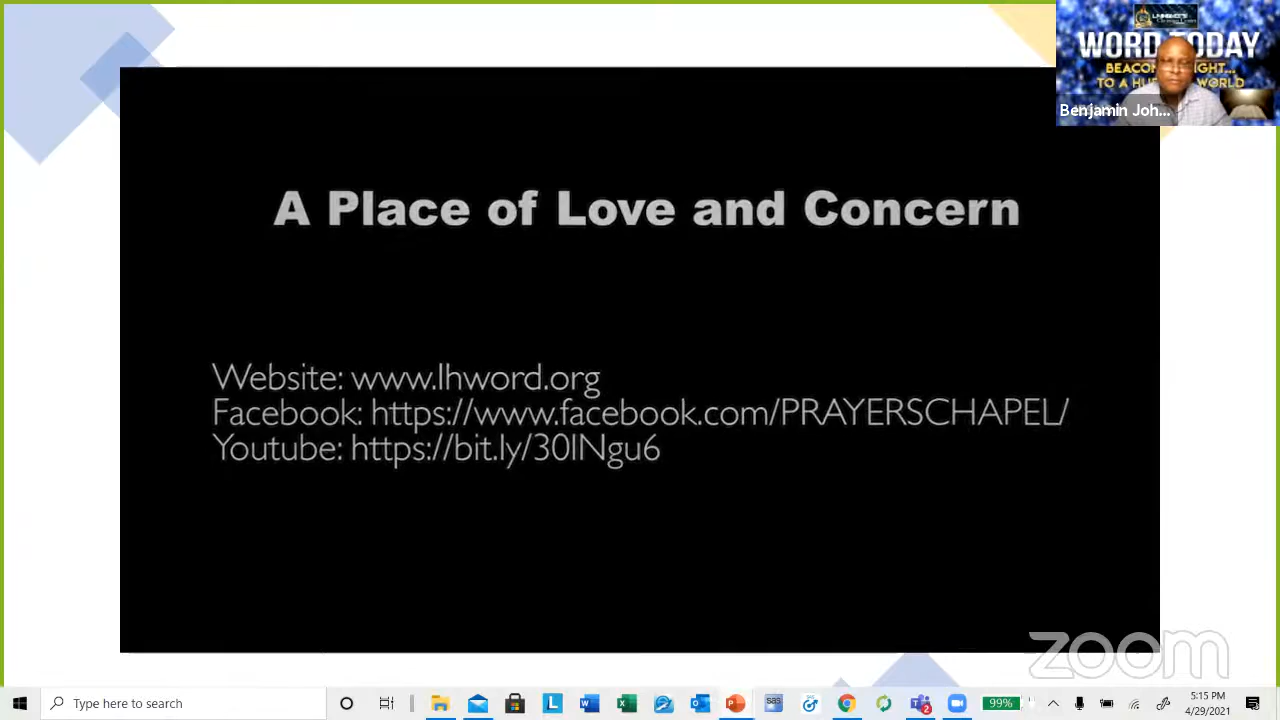 WORD TODAY
Benjamin Joh...
A Place of Love and Concern
Website: www.lhword.org
Facebook: https://www.facebook.com/PRAYERSCHAPEL/
Youtube: https://bit.ly/30lNgu6
zoom
Type here to search
99%
5:15 PM
4/29/2021